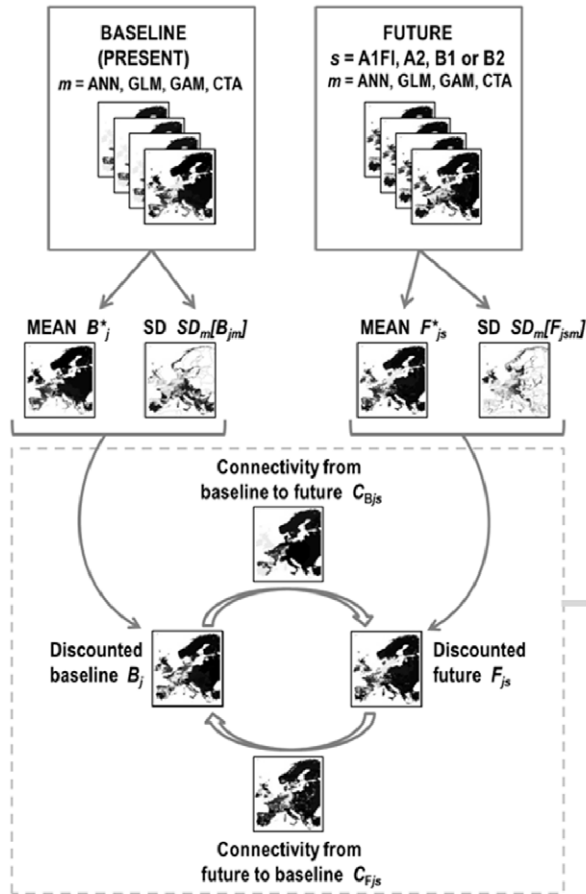 BASELINE
(PRESENT)
m = ANN, GLM, GAM, CTA
FUTURE
s = A1FI, A2, B1 or B2
m = ANN, GLM, GAM, CTA
MEAN B*j
SD SDm[Bjm]
MEAN F*js
SD SDm[Fjsm]
Connectivity from
baseline to future CBjs
Discounted
baseline Bj
Discounted
future Fjs
Connectivity from
future to baseline CFjs